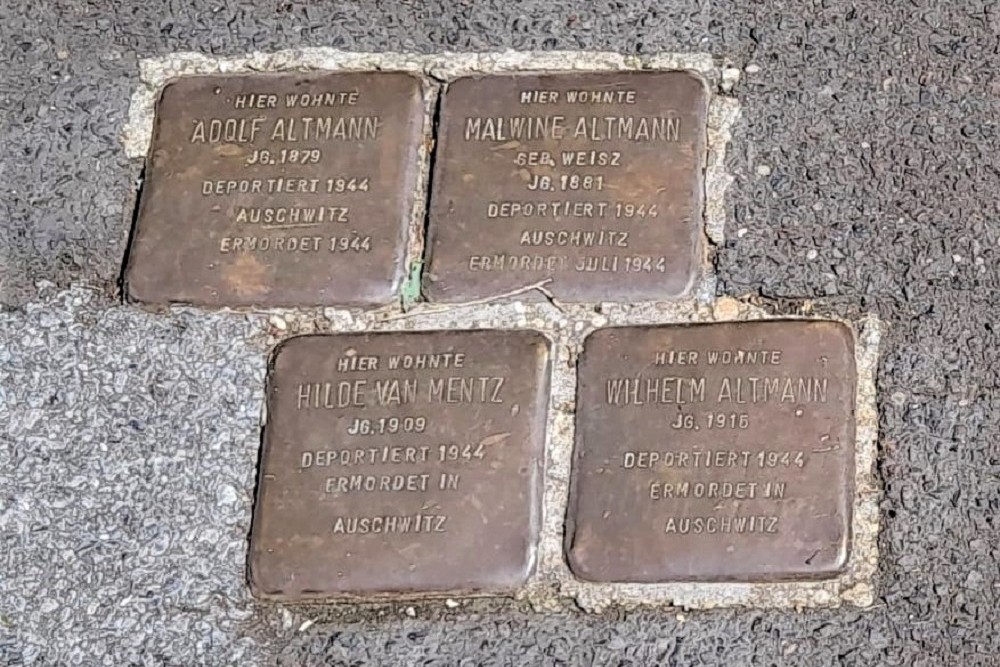 HIER WOHNTE
ADOLF ALTMANN
JG. 1879
DEPORTIERT 1944
AUSCHWITZ
ERMORDET 1944
HIER WOHNTE
MALWINE ALTMANN
GEB. WEISZ
JG. 1881
DEPORTIERT 1944
AUSCHWITZ
ERMORDET JULI 1944
HIER WOHNTE
HILDE VAN MENTZ
JG. 1909
DEPORTIERT 1944
ERMORDET IN
AUSCHWITZ
HIER WOHNTE
WILHELM ALTMANN
JG. 1916
DEPORTIERT 1944
ERMORDET IN
AUSCHWITZ